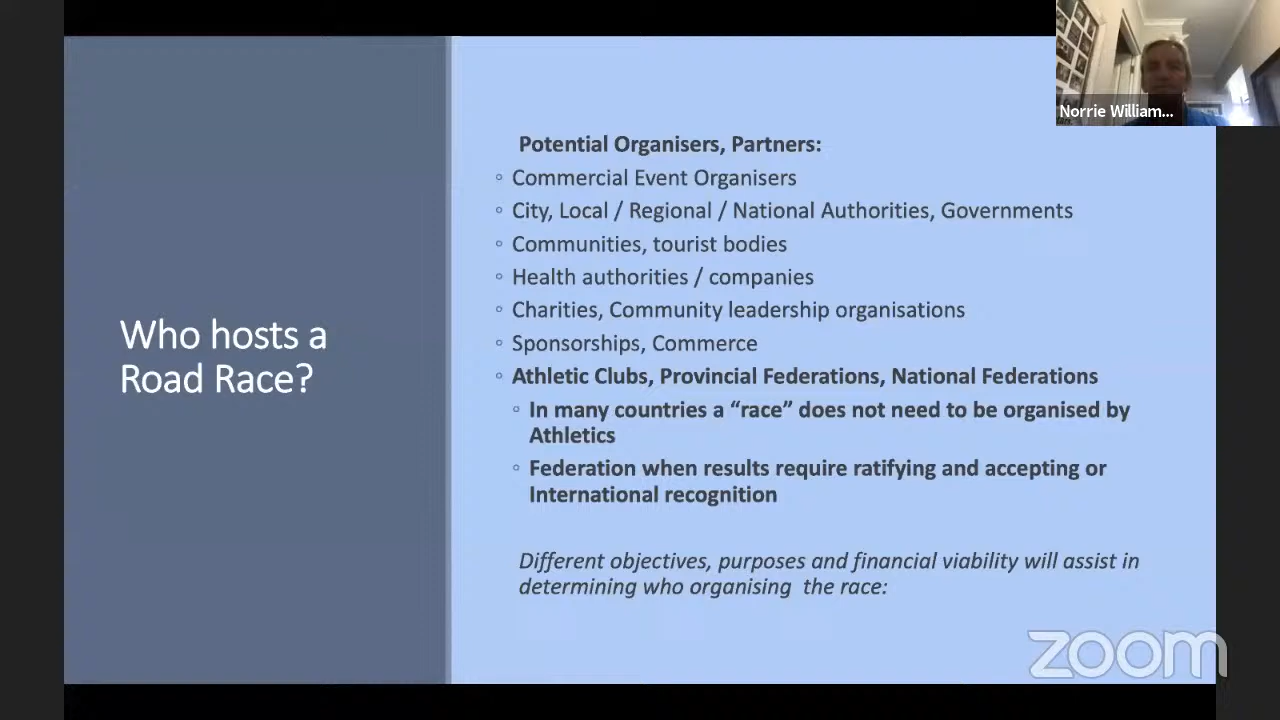 Norrie William...
Who hosts a
Road Race?
Potential Organisers, Partners:
◦ Commercial Event Organisers
◦ City, Local / Regional / National Authorities, Governments
◦ Communities, tourist bodies
◦ Health authorities / companies
◦ Charities, Community leadership organisations
◦ Sponsorships, Commerce
◦ Athletic Clubs, Provincial Federations, National Federations
◦ In many countries a “race” does not need to be organised by
Athletics
◦ Federation when results require ratifying and accepting or
International recognition
Different objectives, purposes and financial viability will assist in
determining who organising  the race:
zoom